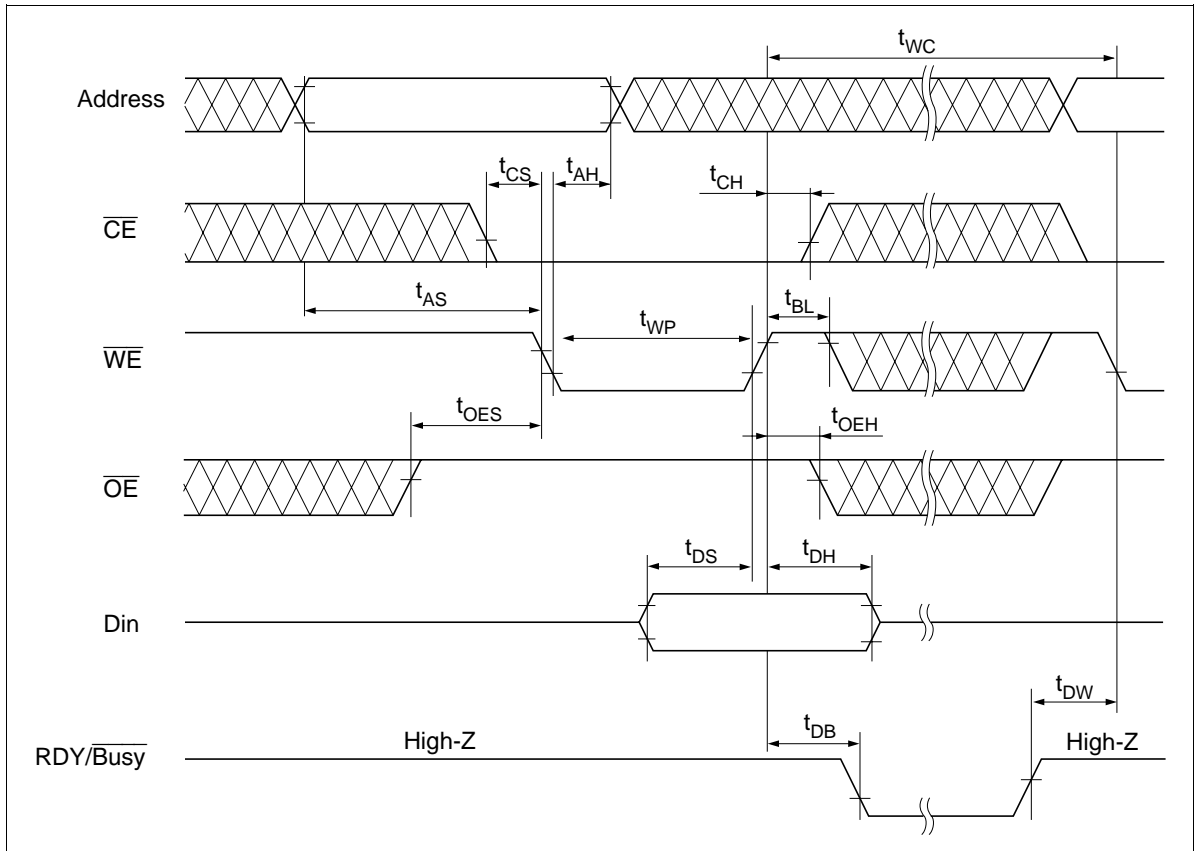 tWC
Address
tCS
tAH
tCH
CE
tAS
tBL
tWP
WE
tOES
tOEH
OE
tDS
tDH
Din
tDW
tDB
High-Z
High-Z
RDY/Busy